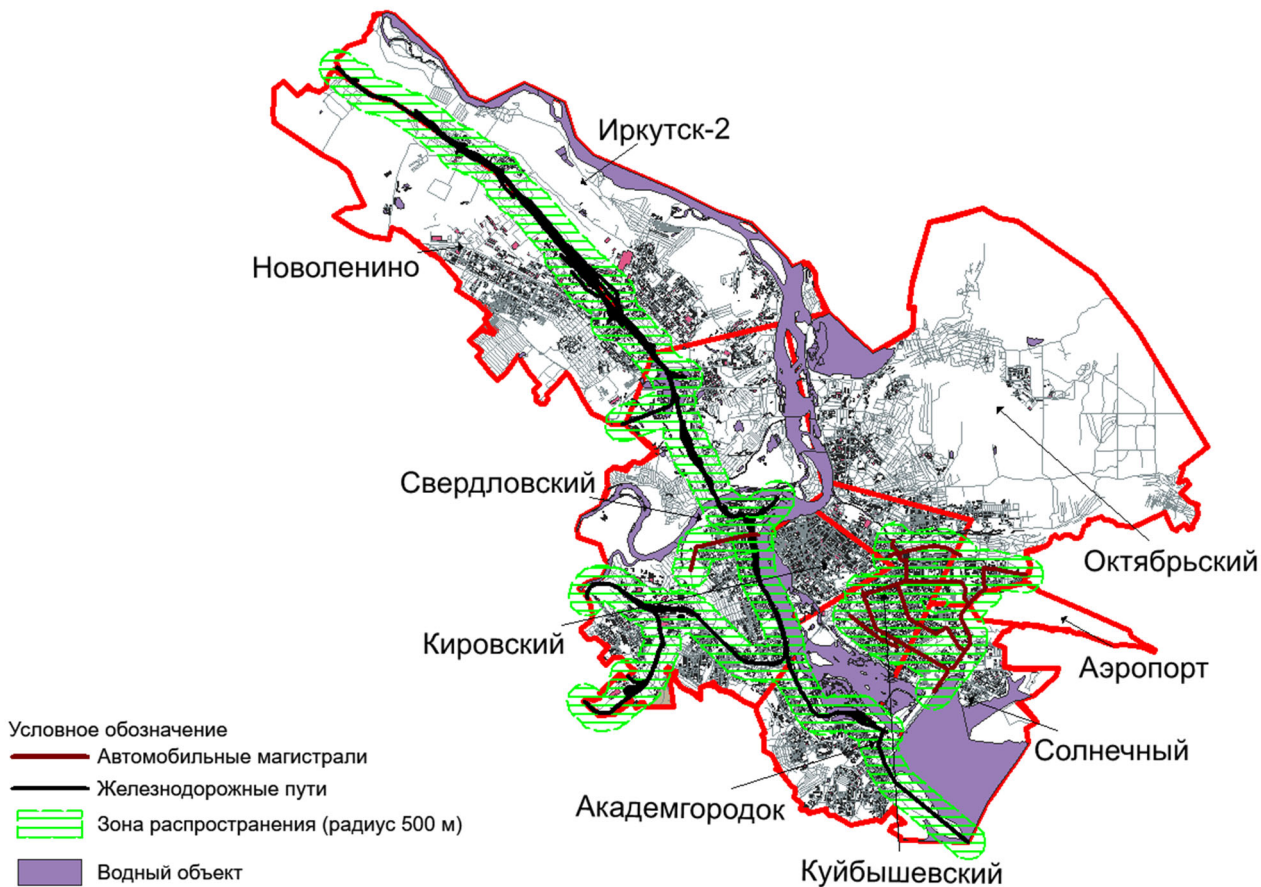 Иркутск-2
Новоленино
Свердловский
Октябрьский
Кировский
Аэропорт
Солнечный
Академгородок
Куйбышевский
Условное обозначение
Автомобильные магистрали
Железнодорожные пути
Зона распространения (радиус 500 м)
Водный объект